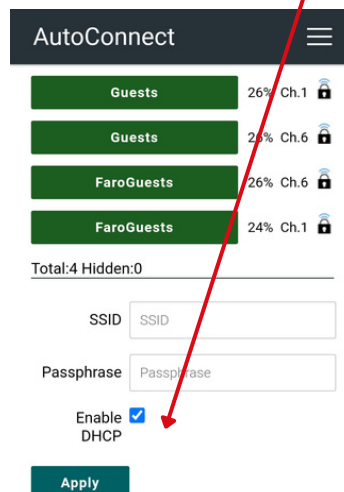 AutoConnect
Guests 26% Ch.1
Guests 26% Ch.6
FaroGuests 26% Ch.6
FaroGuests 24% Ch.1
Total:4 Hidden:0
SSID SSID
Passphrase Passphrase
Enable
DHCP
Apply